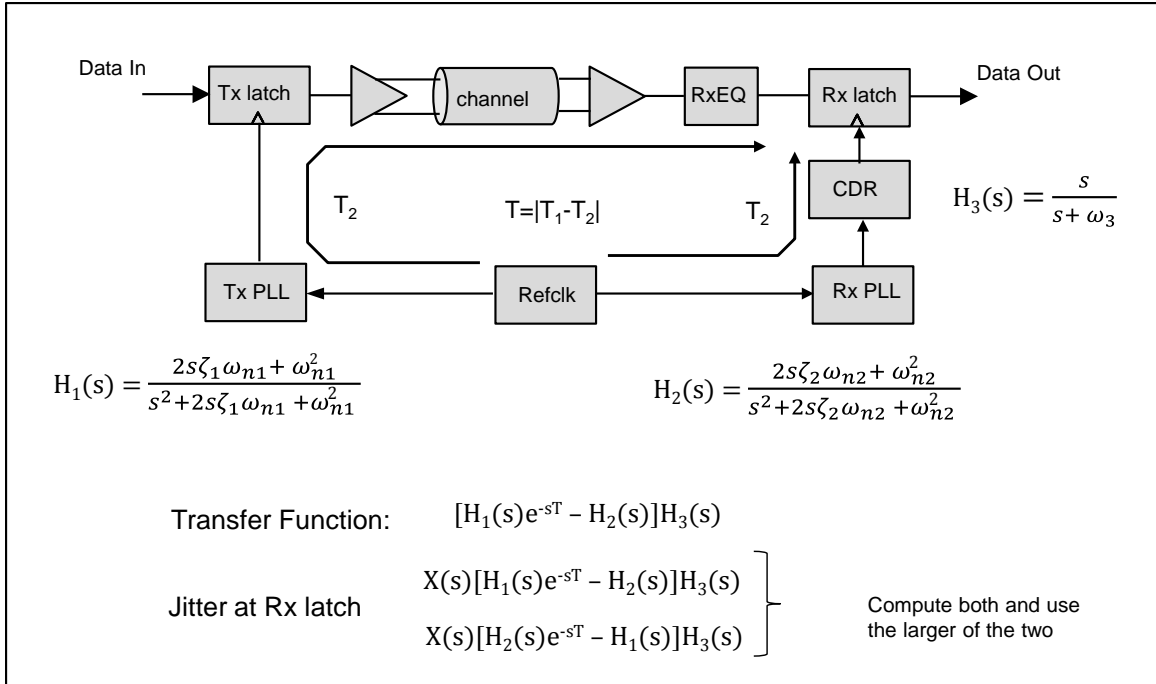 Data In
Tx latch
channel
RxEQ
Rx latch
Data Out
CDR
H₃(s) = s / (s + ω₃)
T₂
T=|T₁-T₂|
T₂
Tx PLL
Refclk
Rx PLL
H₁(s) = (2sζ₁ωₙ₁ + ωₙ₁²) / (s² + 2sζ₁ωₙ₁ + ωₙ₁²)
H₂(s) = (2sζ₂ωₙ₂ + ωₙ₂²) / (s² + 2sζ₂ωₙ₂ + ωₙ₂²)
Transfer Function: [H₁(s)e⁻ˢᵀ – H₂(s)]H₃(s)
X(s)[H₁(s)e⁻ˢᵀ – H₂(s)]H₃(s)
Jitter at Rx latch
X(s)[H₂(s)e⁻ˢᵀ – H₁(s)]H₃(s)
Compute both and use
the larger of the two